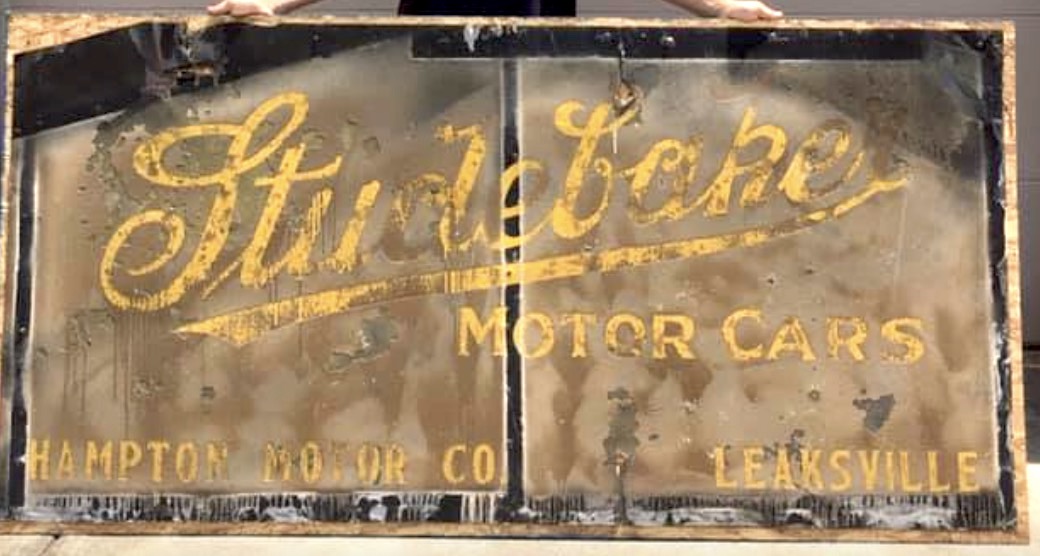 Studebaker
MOTOR CARS
HAMPTON MOTOR CO. LEAKSVILLE